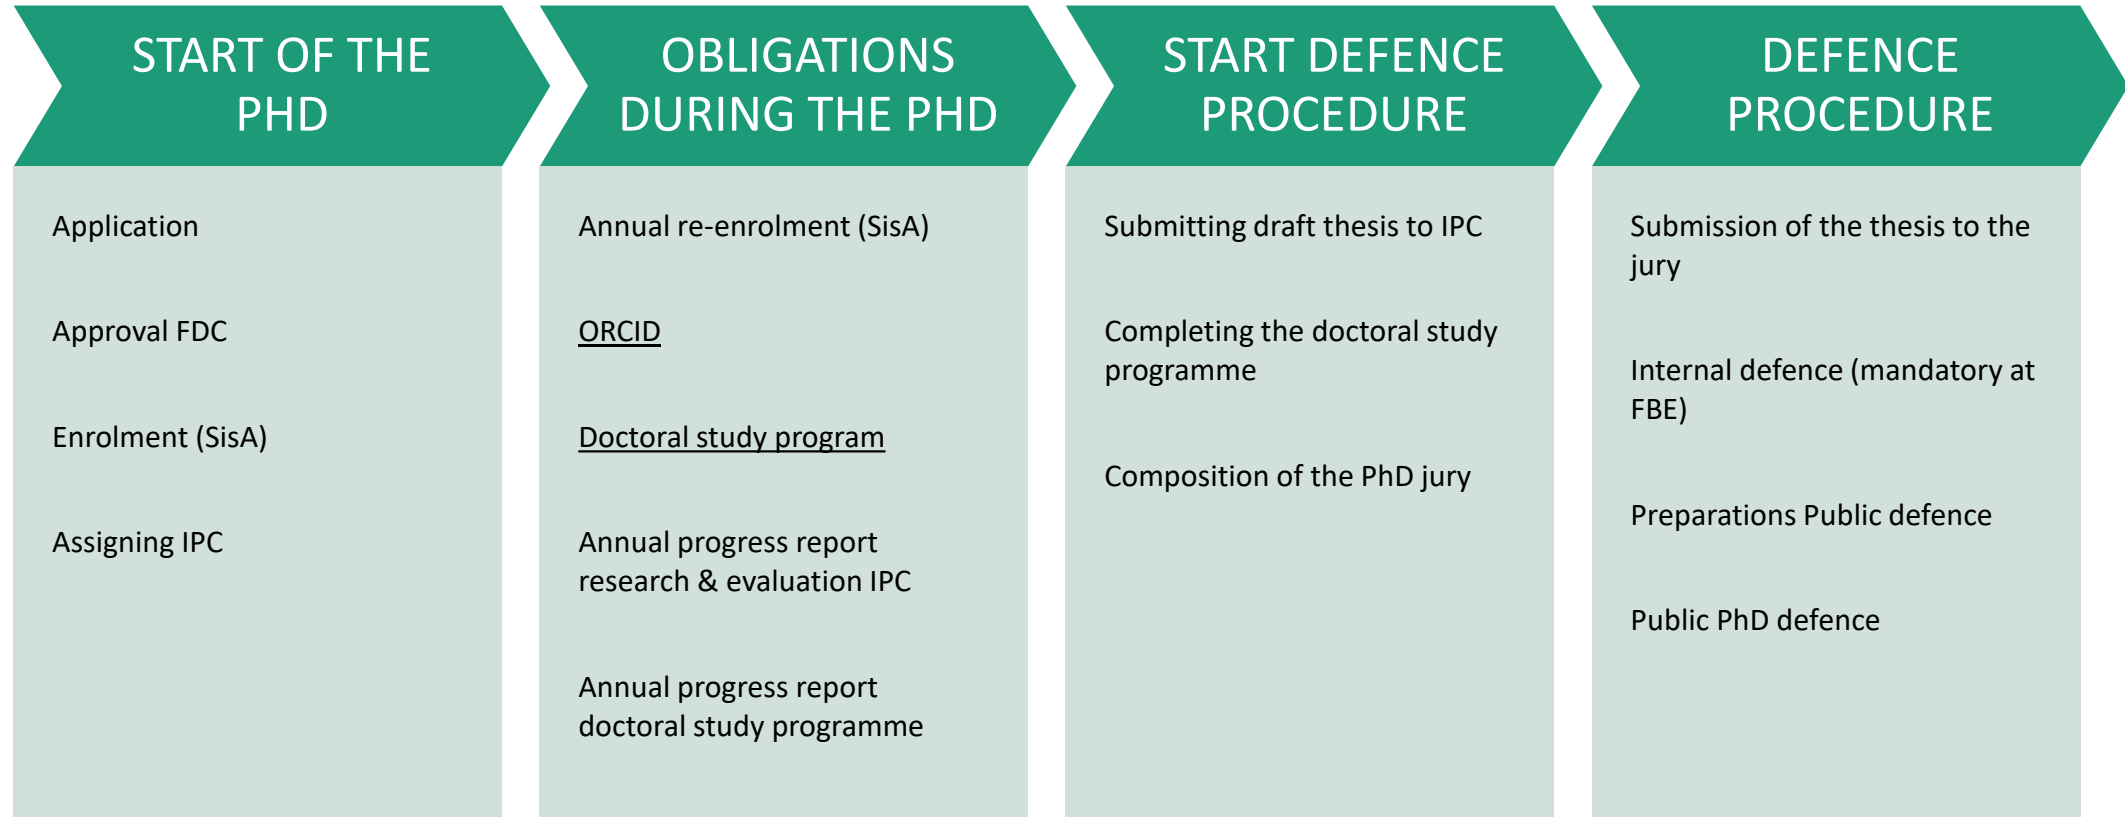 START OF THE
PHD
Application
Approval FDC
Enrolment (SisA)
Assigning IPC
OBLIGATIONS
DURING THE PHD
Annual re-enrolment (SisA)
ORCID
Doctoral study program
Annual progress report
research & evaluation IPC
Annual progress report
doctoral study programme
START DEFENCE
PROCEDURE
Submitting draft thesis to IPC
Completing the doctoral study
programme
Composition of the PhD jury
DEFENCE
PROCEDURE
Submission of the thesis to the
jury
Internal defence (mandatory at
FBE)
Preparations Public defence
Public PhD defence